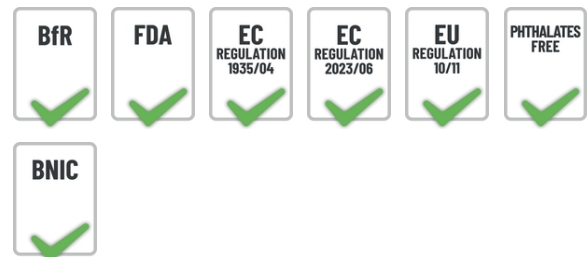 BfR
FDA
EC
REGULATION
1935/04
EC
REGULATION
2023/06
EU
REGULATION
10/11
PHTHALATES
FREE
BNIC